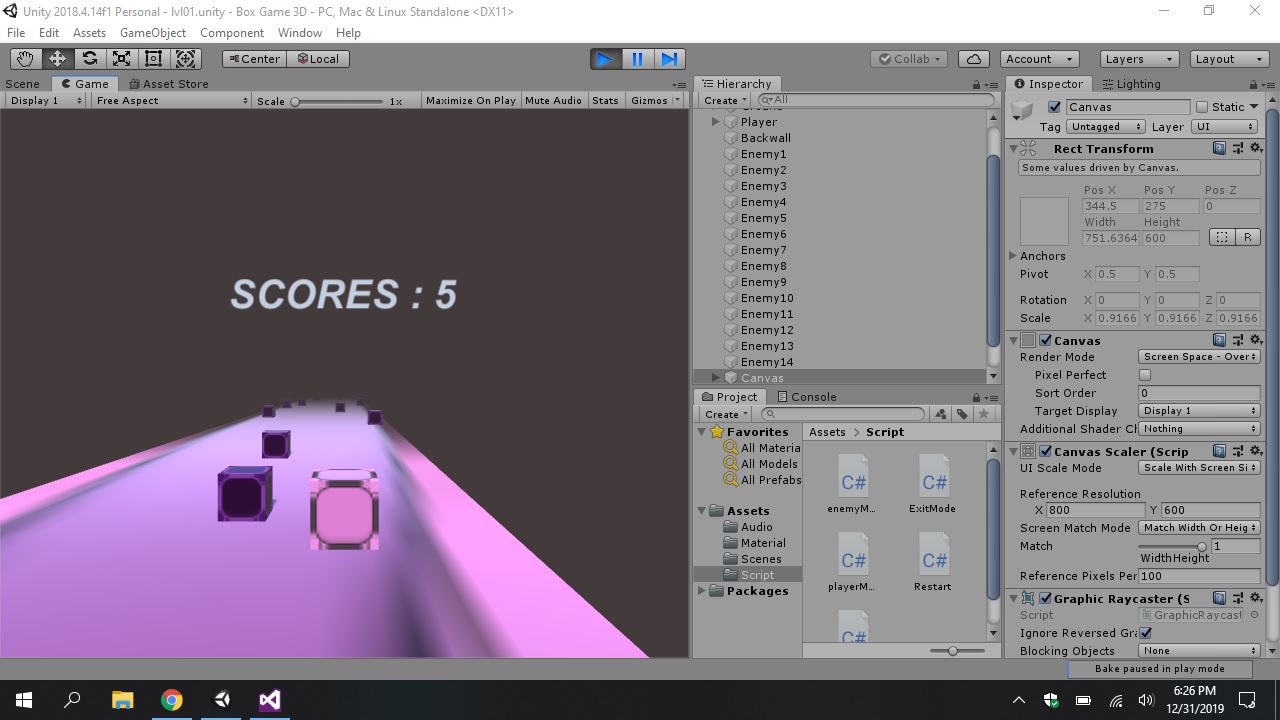 Unity 2018.4.14f1 Personal - lvl01.unity - Box Game 3D - PC, Mac & Linux Standalone <DX11>
File Edit Assets GameObject Component Window Help
Center Local Collab Account Layers Layout
Scene Game Asset Store
Display 1 Free Aspect Scale 1x Maximize On Play Mute Audio Stats Gizmos
SCORES : 5
Hierarchy
Create All
Player
Backwall
Enemy1
Enemy2
Enemy3
Enemy4
Enemy5
Enemy6
Enemy7
Enemy8
Enemy9
Enemy10
Enemy11
Enemy12
Enemy13
Enemy14
Canvas
Project Console
Create
Favorites
All Materia
All Models
All Prefabs
Assets
Audio
Material
Scenes
Script
Packages
Assets > Script
C# C#
enemyM... ExitMode
C# C#
playerM... Restart
C#
Inspector Lighting
Canvas Static
Tag Untagged Layer UI
Rect Transform
Some values driven by Canvas.
Pos X Pos Y Pos Z
344.5 275 0
Width Height
751.6364 600 R
Anchors
Pivot X 0.5 Y 0.5
Rotation X 0 Y 0 Z 0
Scale X 0.9166 Y 0.9166 Z 0.9166
Canvas
Render Mode Screen Space - Over
Pixel Perfect
Sort Order 0
Target Display Display 1
Additional Shader Cl Nothing
Canvas Scaler (Scrip
UI Scale Mode Scale With Screen Si
Reference Resolution
X 800 Y 600
Screen Match Mode Match Width Or Heig
Match 1
Width Height
Reference Pixels Per 100
Graphic Raycaster (S
Script GraphicRaycast
Ignore Reversed Gra
Blocking Objects None
Bake paused in play mode
6:26 PM
12/31/2019